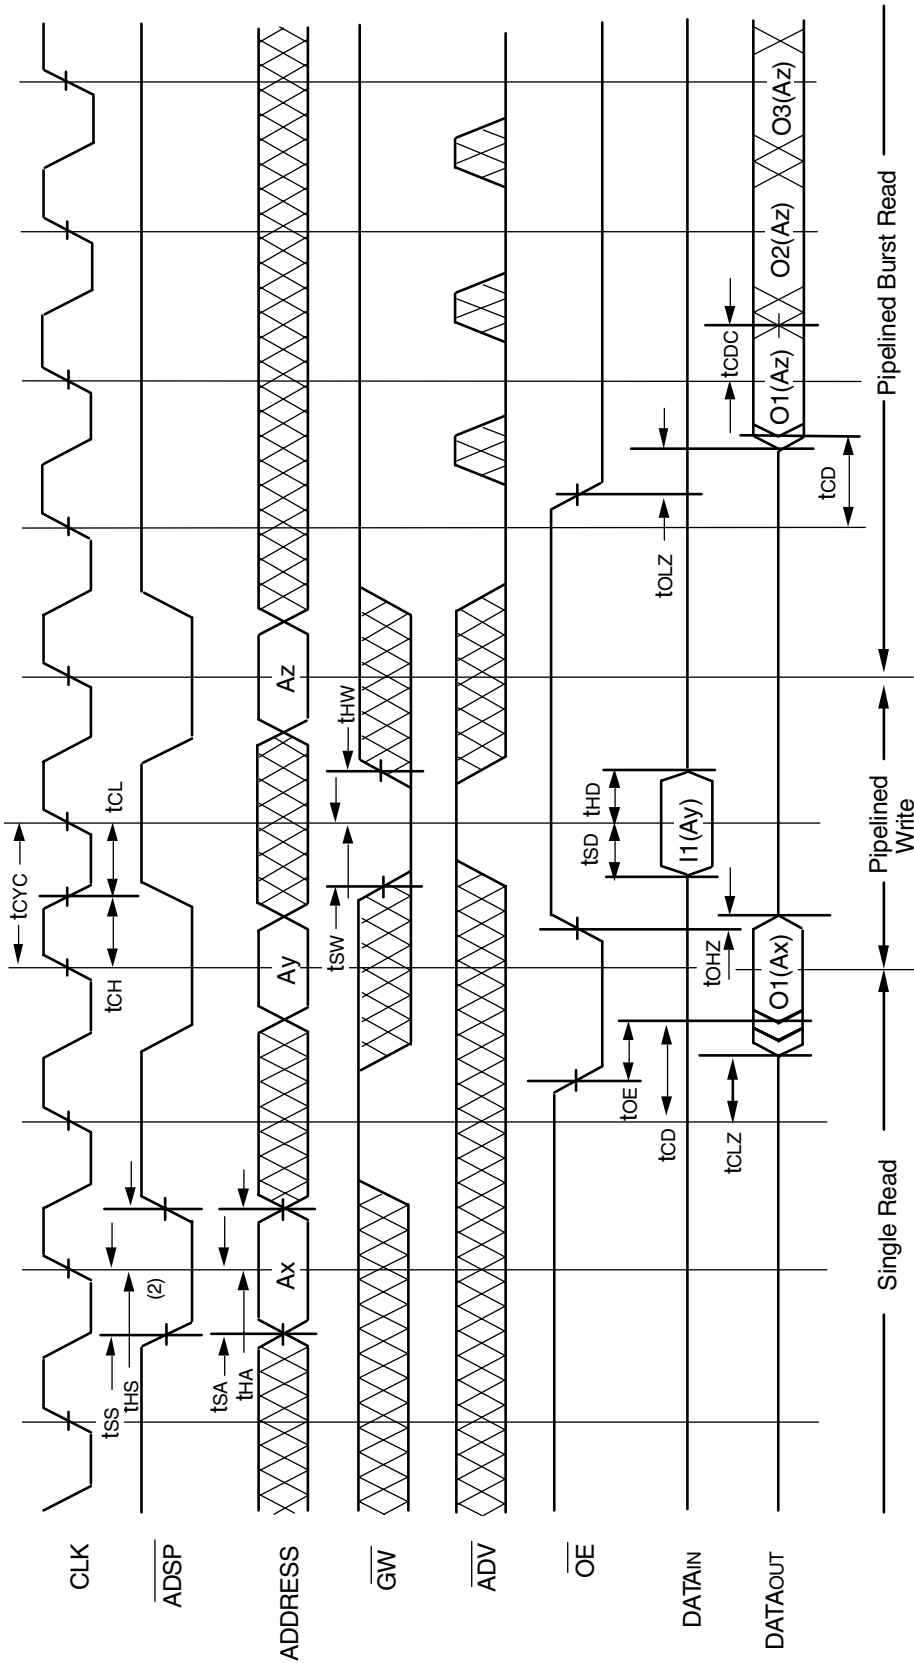 CLK
ADSP
ADDRESS
GW
ADV
OE
DATAIN
DATAOUT
tCYC
tCH
tCL
tSS
tHS
(2)
tSA
tHA
Ax
Ay
Az
tSW
tHW
tOE
tOHZ
tOLZ
tSD
tHD
I1(Ay)
tCD
tCLZ
tCDC
tCD
O1(Ax)
O1(Az)
O2(Az)
O3(Az)
Single Read
Pipelined
Write
Pipelined Burst Read